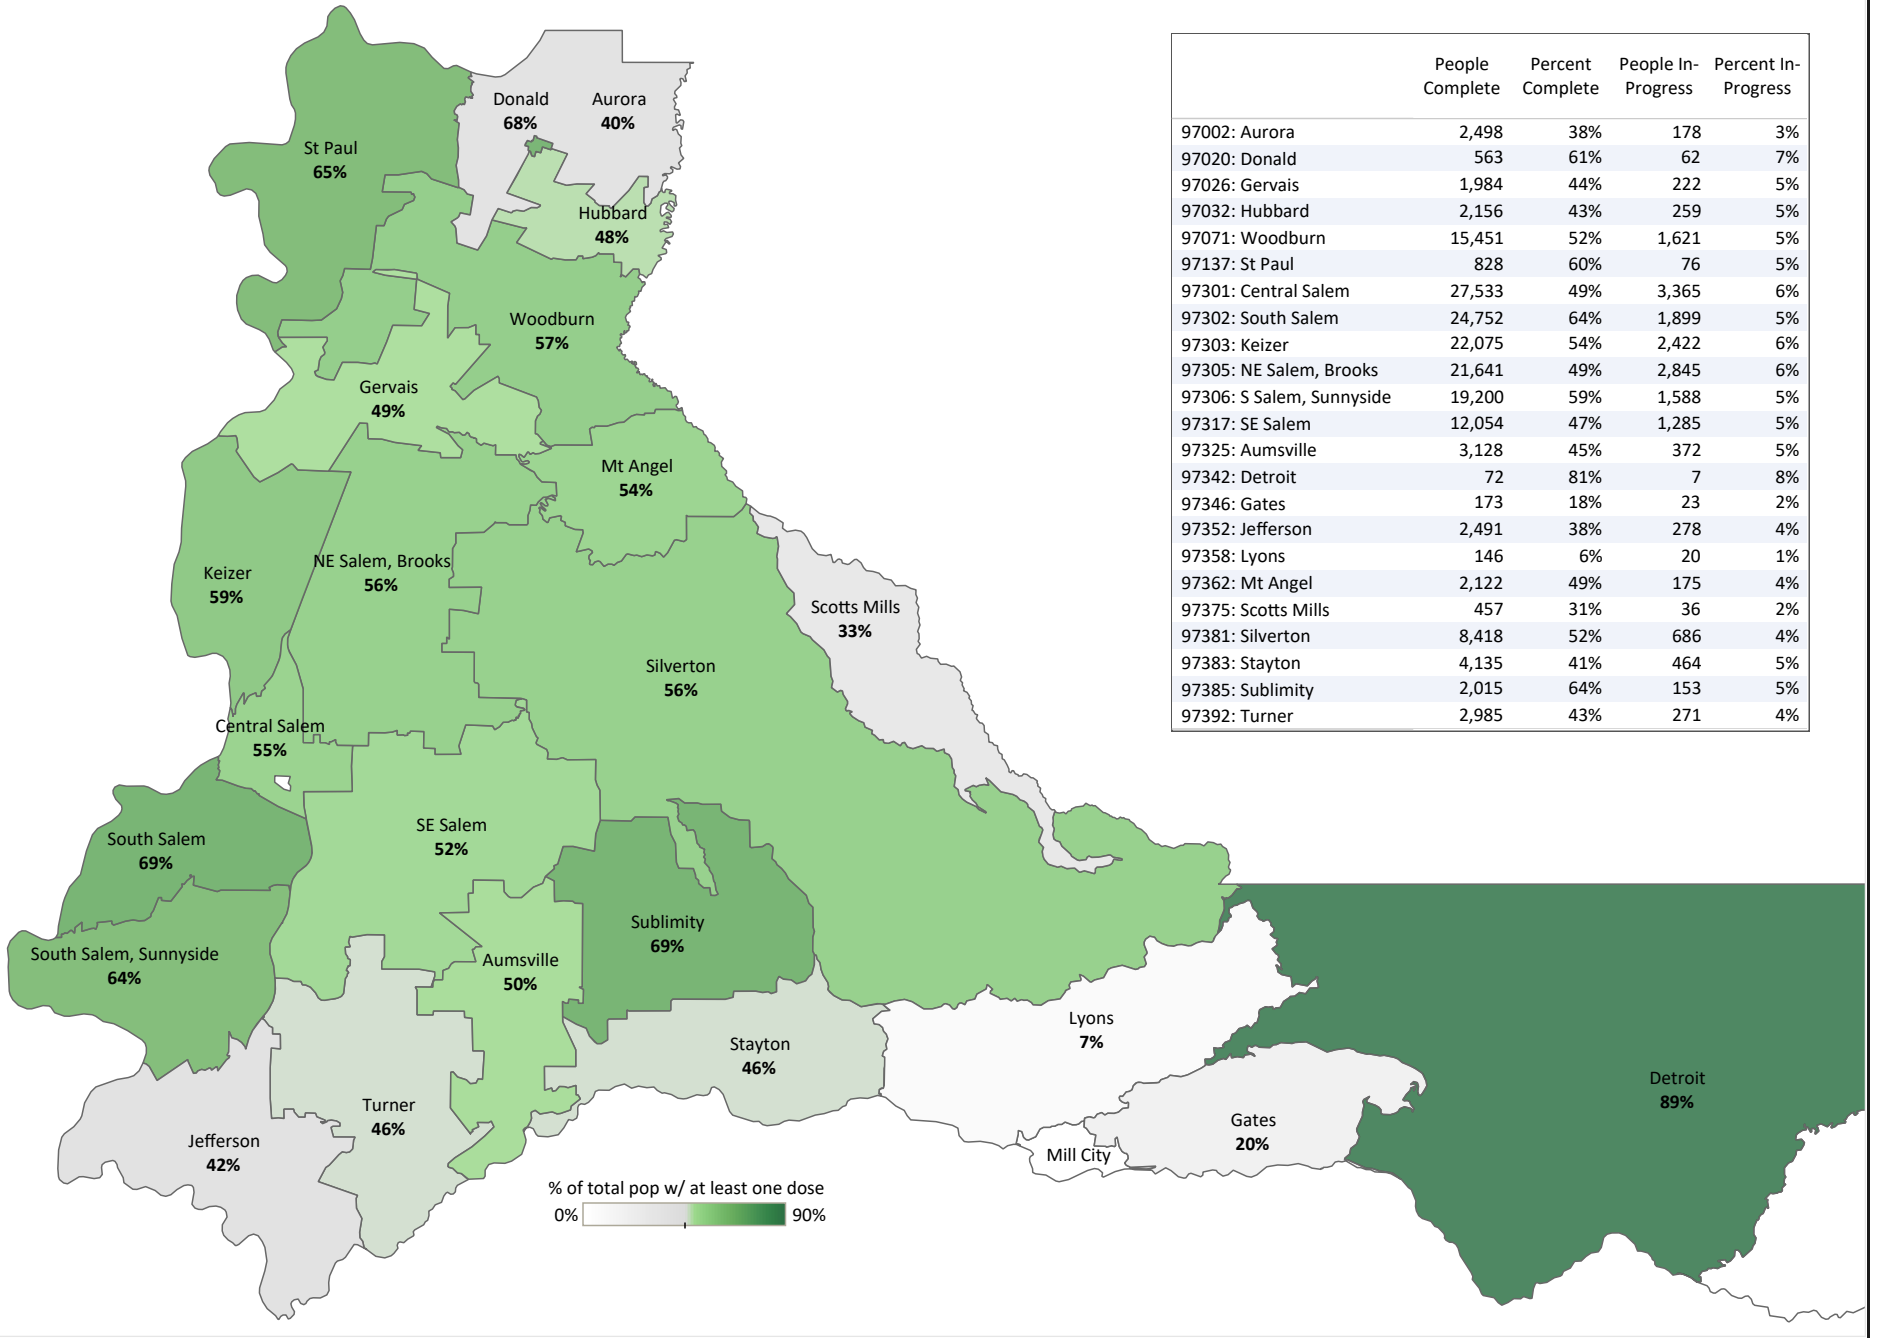 Donald
68%
Aurora
40%
St Paul
65%
Hubbard
48%
Woodburn
57%
Gervais
49%
Mt Angel
54%
NE Salem, Brooks
56%
Keizer
59%
Scotts Mills
33%
Silverton
56%
Central Salem
55%
South Salem
69%
SE Salem
52%
Sublimity
69%
South Salem, Sunnyside
64%
Aumsville
50%
Stayton
46%
Lyons
7%
Detroit
89%
Turner
46%
Gates
20%
Jefferson
42%
Mill City
% of total pop w/ at least one dose
0% 90%
People Complete Percent Complete People In-Progress Percent In-Progress
97002: Aurora 2,498 38% 178 3%
97020: Donald 563 61% 62 7%
97026: Gervais 1,984 44% 222 5%
97032: Hubbard 2,156 43% 259 5%
97071: Woodburn 15,451 52% 1,621 5%
97137: St Paul 828 60% 76 5%
97301: Central Salem 27,533 49% 3,365 6%
97302: South Salem 24,752 64% 1,899 5%
97303: Keizer 22,075 54% 2,422 6%
97305: NE Salem, Brooks 21,641 49% 2,845 6%
97306: S Salem, Sunnyside 19,200 59% 1,588 5%
97317: SE Salem 12,054 47% 1,285 5%
97325: Aumsville 3,128 45% 372 5%
97342: Detroit 72 81% 7 8%
97346: Gates 173 18% 23 2%
97352: Jefferson 2,491 38% 278 4%
97358: Lyons 146 6% 20 1%
97362: Mt Angel 2,122 49% 175 4%
97375: Scotts Mills 457 31% 36 2%
97381: Silverton 8,418 52% 686 4%
97383: Stayton 4,135 41% 464 5%
97385: Sublimity 2,015 64% 153 5%
97392: Turner 2,985 43% 271 4%